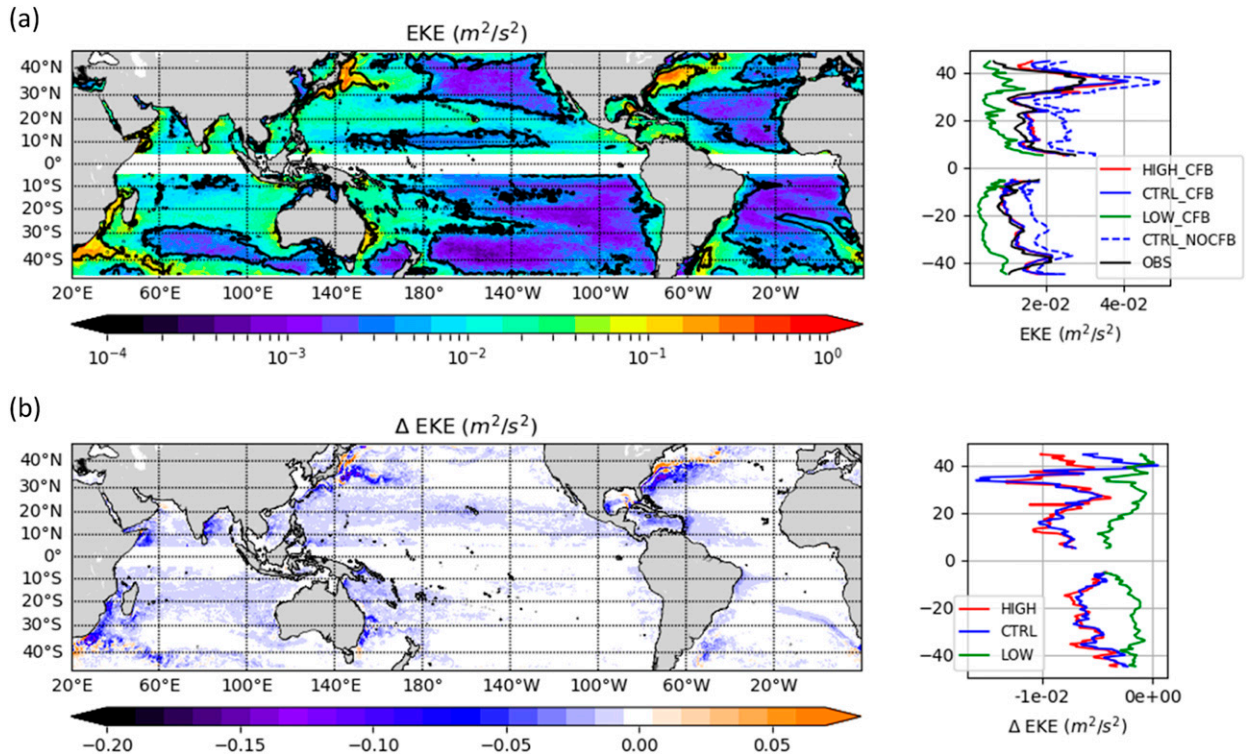 (a)
EKE (m²/s²)
40°N
30°N
20°N
10°N
0°
10°S
20°S
30°S
40°S
20°E 60°E 100°E 140°E 180° 140°W 100°W 60°W 20°W
10⁻⁴ 10⁻³ 10⁻² 10⁻¹ 10⁰
40
20
0
−20
−40
HIGH_CFB
CTRL_CFB
LOW_CFB
CTRL_NOCFB
OBS
2e-02 4e-02
EKE (m²/s²)
(b)
Δ EKE (m²/s²)
40°N
30°N
20°N
10°N
0°
10°S
20°S
30°S
40°S
20°E 60°E 100°E 140°E 180° 140°W 100°W 60°W 20°W
−0.20 −0.15 −0.10 −0.05 0.00 0.05
40
20
0
−20
−40
HIGH
CTRL
LOW
-1e-02 0e+00
Δ EKE (m²/s²)